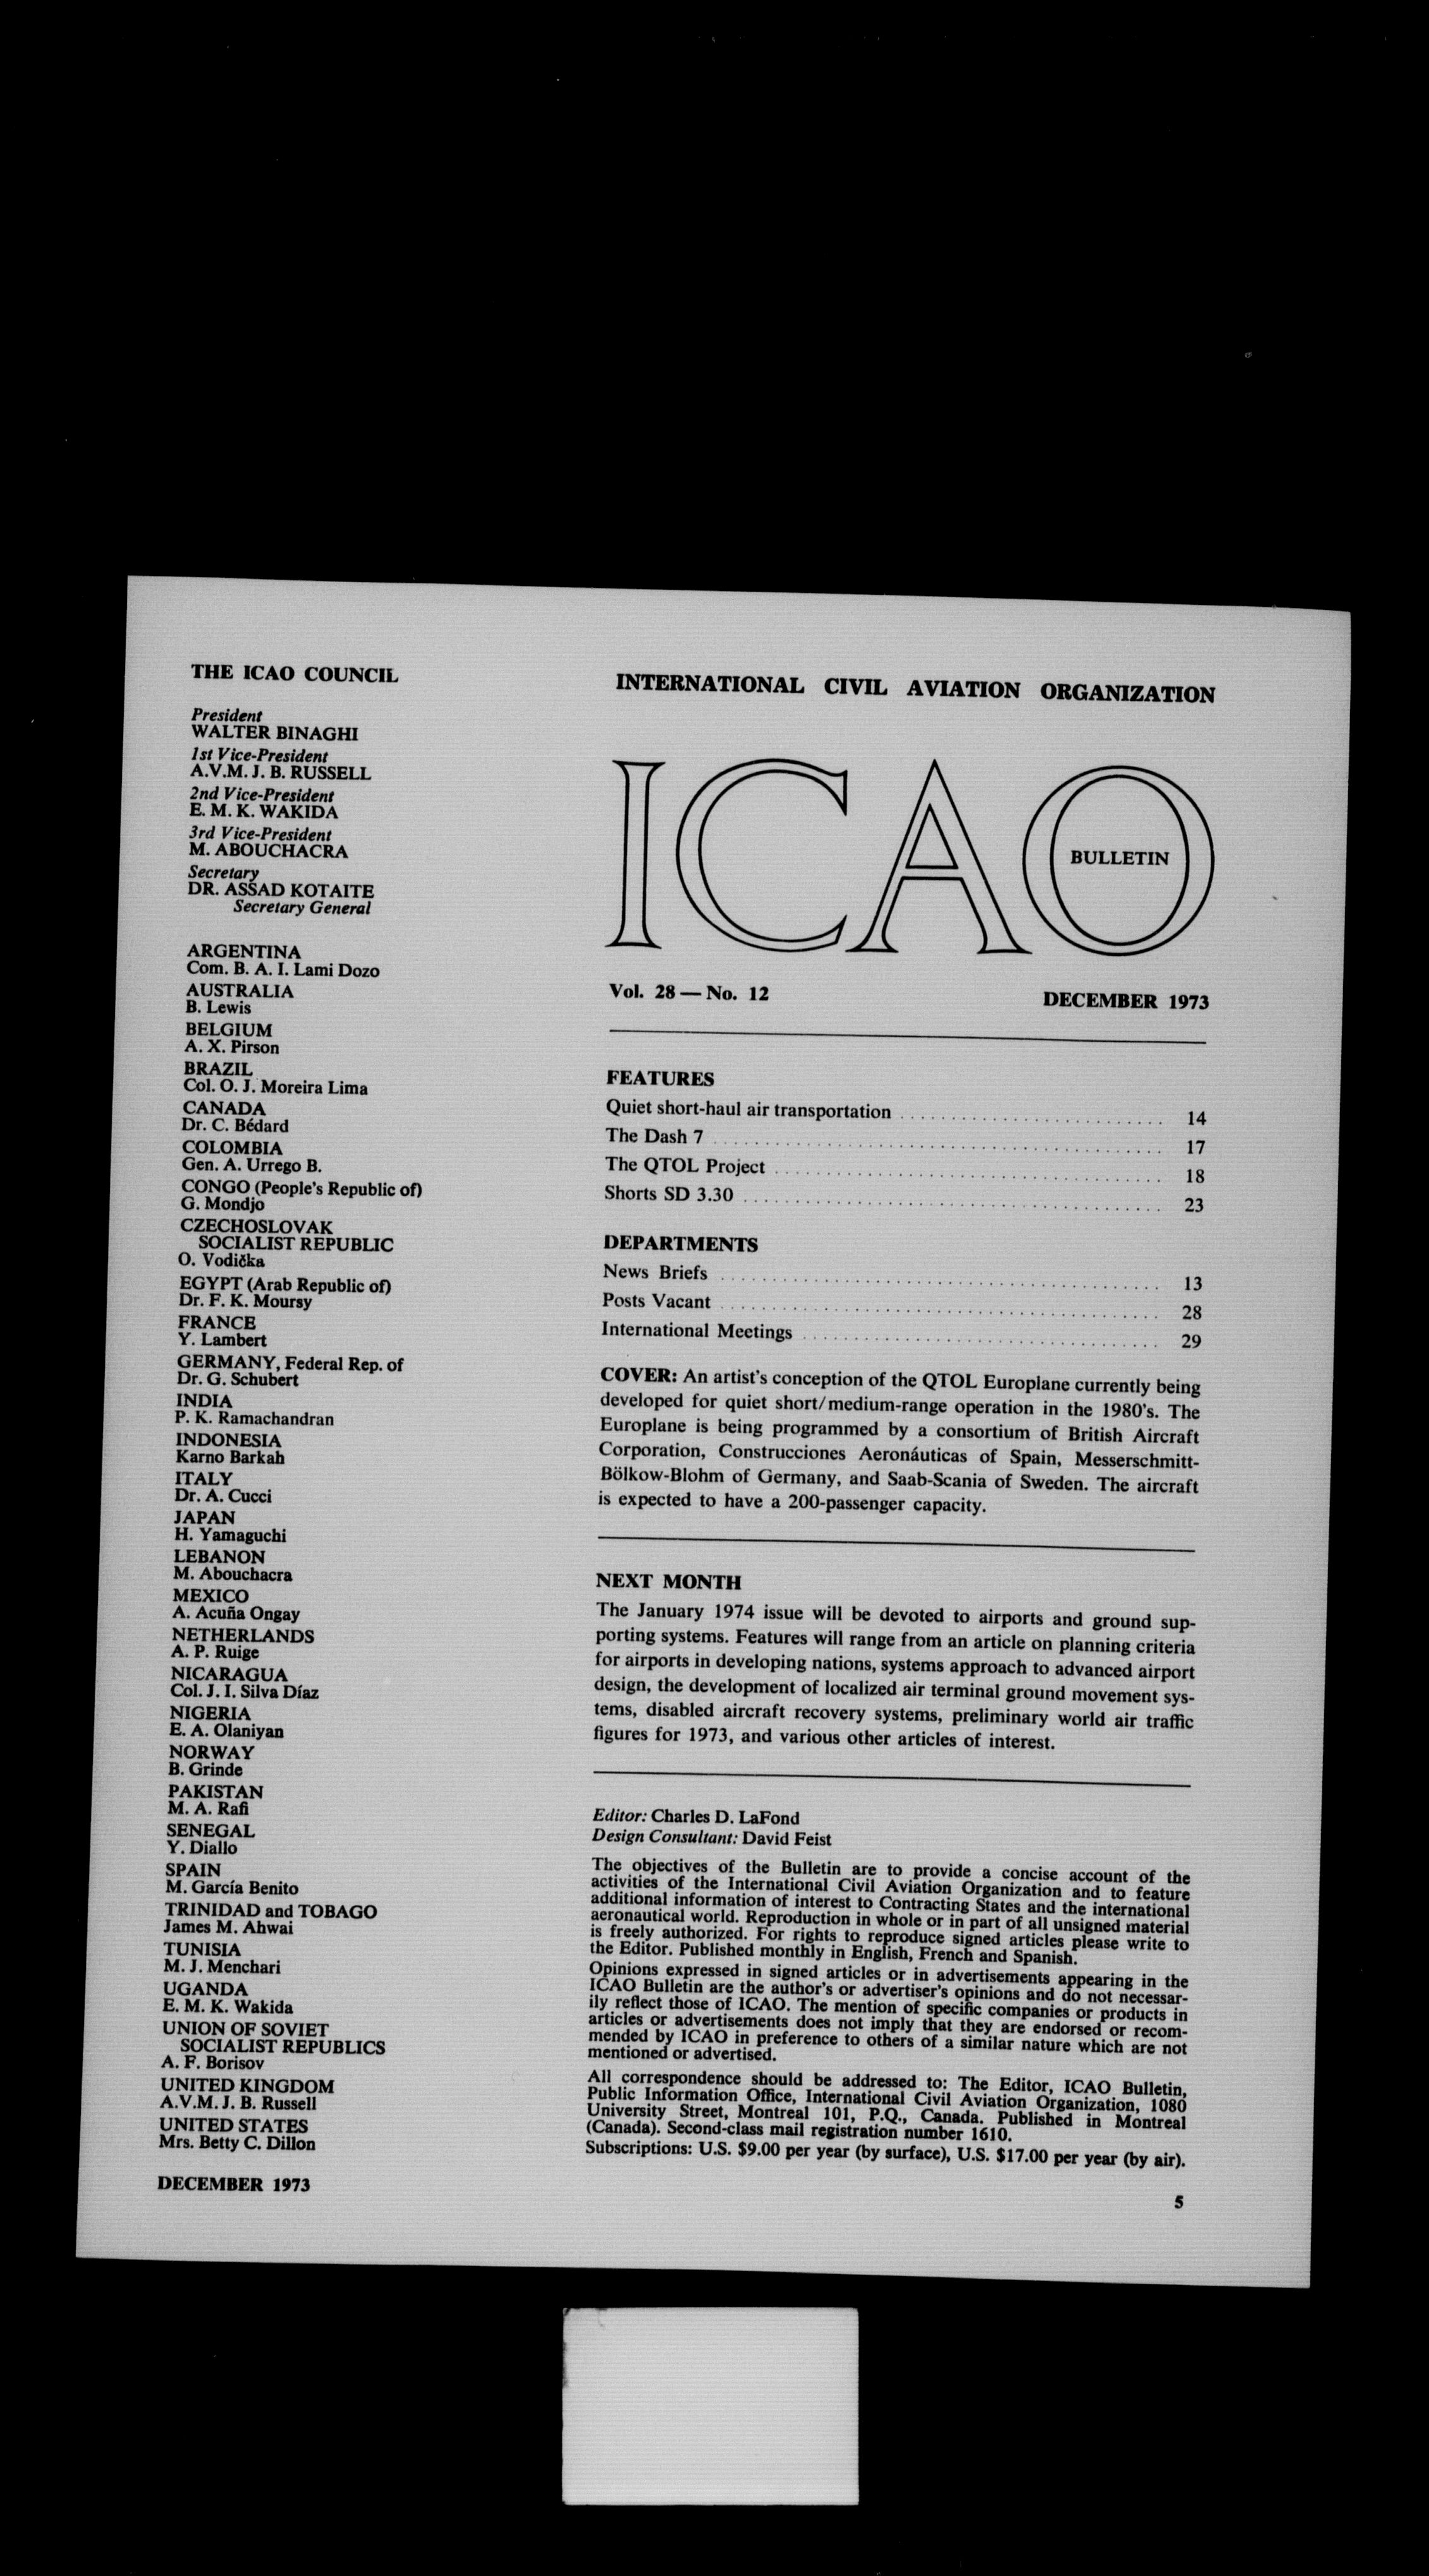 THE ICAO COUNCIL
President
WALTER BINAGHI
1st Vice-President
A.V.M. J. B. RUSSELL
2nd Vice-President
E. M. K. WAKIDA
3rd Vice-President
M. ABOUCHACRA
Secretary
DR. ASSAD KOTAITE
Secretary General
ARGENTINA
Com. B. A. I. Lami Dozo
AUSTRALIA
B. Lewis
BELGIUM
A. X. Pirson
BRAZIL
Col. O. J. Moreira Lima
CANADA
Dr. C. Bédard
COLOMBIA
Gen. A. Urrego B.
CONGO (People's Republic of)
G. Mondjo
CZECHOSLOVAK
SOCIALIST REPUBLIC
O. Vodička
EGYPT (Arab Republic of)
Dr. F. K. Moursy
FRANCE
Y. Lambert
GERMANY, Federal Rep. of
Dr. G. Schubert
INDIA
P. K. Ramachandran
INDONESIA
Karno Barkah
ITALY
Dr. A. Cucci
JAPAN
H. Yamaguchi
LEBANON
M. Abouchacra
MEXICO
A. Acuña Ongay
NETHERLANDS
A. P. Ruige
NICARAGUA
Col. J. I. Silva Díaz
NIGERIA
E. A. Olaniyan
NORWAY
B. Grinde
PAKISTAN
M. A. Rafi
SENEGAL
Y. Diallo
SPAIN
M. García Benito
TRINIDAD and TOBAGO
James M. Ahwai
TUNISIA
M. J. Menchari
UGANDA
E. M. K. Wakida
UNION OF SOVIET
SOCIALIST REPUBLICS
A. F. Borisov
UNITED KINGDOM
A.V.M. J. B. Russell
UNITED STATES
Mrs. Betty C. Dillon
DECEMBER 1973
INTERNATIONAL CIVIL AVIATION ORGANIZATION
ICAO
BULLETIN
Vol. 28 — No. 12 DECEMBER 1973
FEATURES
Quiet short-haul air transportation 14
The Dash 7 17
The QTOL Project 18
Shorts SD 3.30 23
DEPARTMENTS
News Briefs 13
Posts Vacant 28
International Meetings 29
COVER: An artist's conception of the QTOL Europlane currently being
developed for quiet short/medium-range operation in the 1980's. The
Europlane is being programmed by a consortium of British Aircraft
Corporation, Construcciones Aeronáuticas of Spain, Messerschmitt-
Bölkow-Blohm of Germany, and Saab-Scania of Sweden. The aircraft
is expected to have a 200-passenger capacity.
NEXT MONTH
The January 1974 issue will be devoted to airports and ground sup-
porting systems. Features will range from an article on planning criteria
for airports in developing nations, systems approach to advanced airport
design, the development of localized air terminal ground movement sys-
tems, disabled aircraft recovery systems, preliminary world air traffic
figures for 1973, and various other articles of interest.
Editor: Charles D. LaFond
Design Consultant: David Feist
The objectives of the Bulletin are to provide a concise account of the
activities of the International Civil Aviation Organization and to feature
additional information of interest to Contracting States and the international
aeronautical world. Reproduction in whole or in part of all unsigned material
is freely authorized. For rights to reproduce signed articles please write to
the Editor. Published monthly in English, French and Spanish.
Opinions expressed in signed articles or in advertisements appearing in the
ICAO Bulletin are the author's or advertiser's opinions and do not necessar-
ily reflect those of ICAO. The mention of specific companies or products in
articles or advertisements does not imply that they are endorsed or recom-
mended by ICAO in preference to others of a similar nature which are not
mentioned or advertised.
All correspondence should be addressed to: The Editor, ICAO Bulletin,
Public Information Office, International Civil Aviation Organization, 1080
University Street, Montreal 101, P.Q., Canada. Published in Montreal
(Canada). Second-class mail registration number 1610.
Subscriptions: U.S. $9.00 per year (by surface), U.S. $17.00 per year (by air).
5